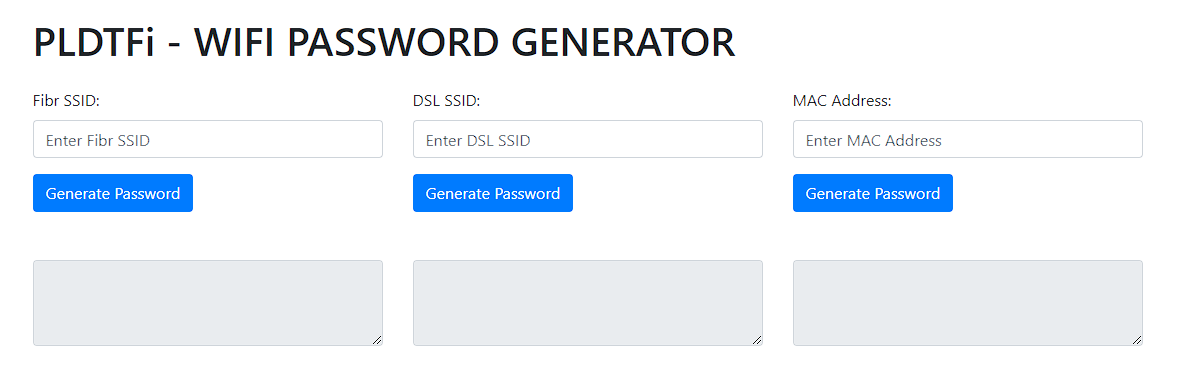 PLDTFi - WIFI PASSWORD GENERATOR
Fibr SSID:
DSL SSID:
MAC Address:
Enter Fibr SSID
Enter DSL SSID
Enter MAC Address
Generate Password
Generate Password
Generate Password